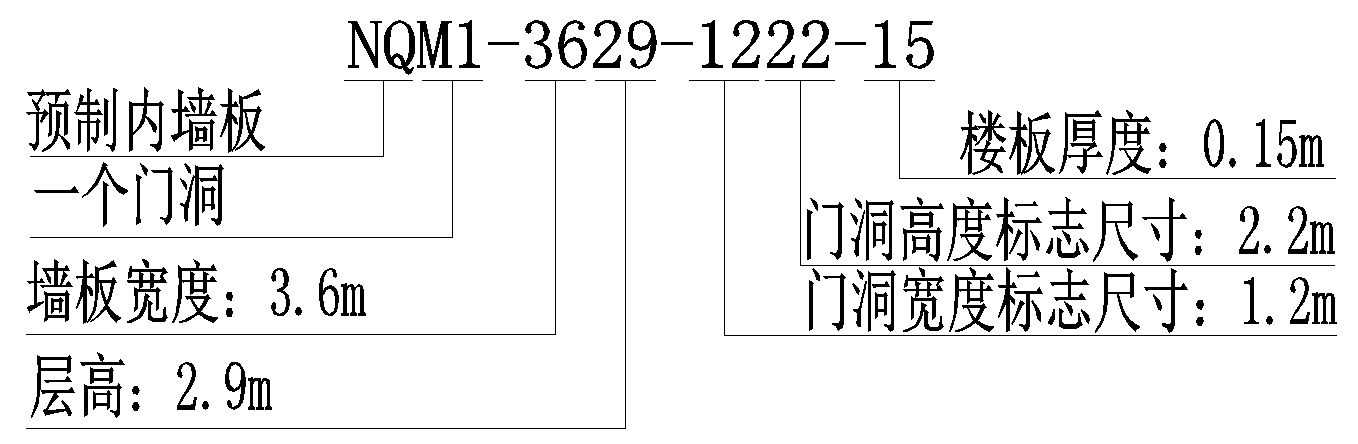 NQM1-3629-1222-15
预制内墙板
一个门洞
墙板宽度：3.6m
层高：2.9m
楼板厚度：0.15m
门洞高度标志尺寸：2.2m
门洞宽度标志尺寸：1.2m